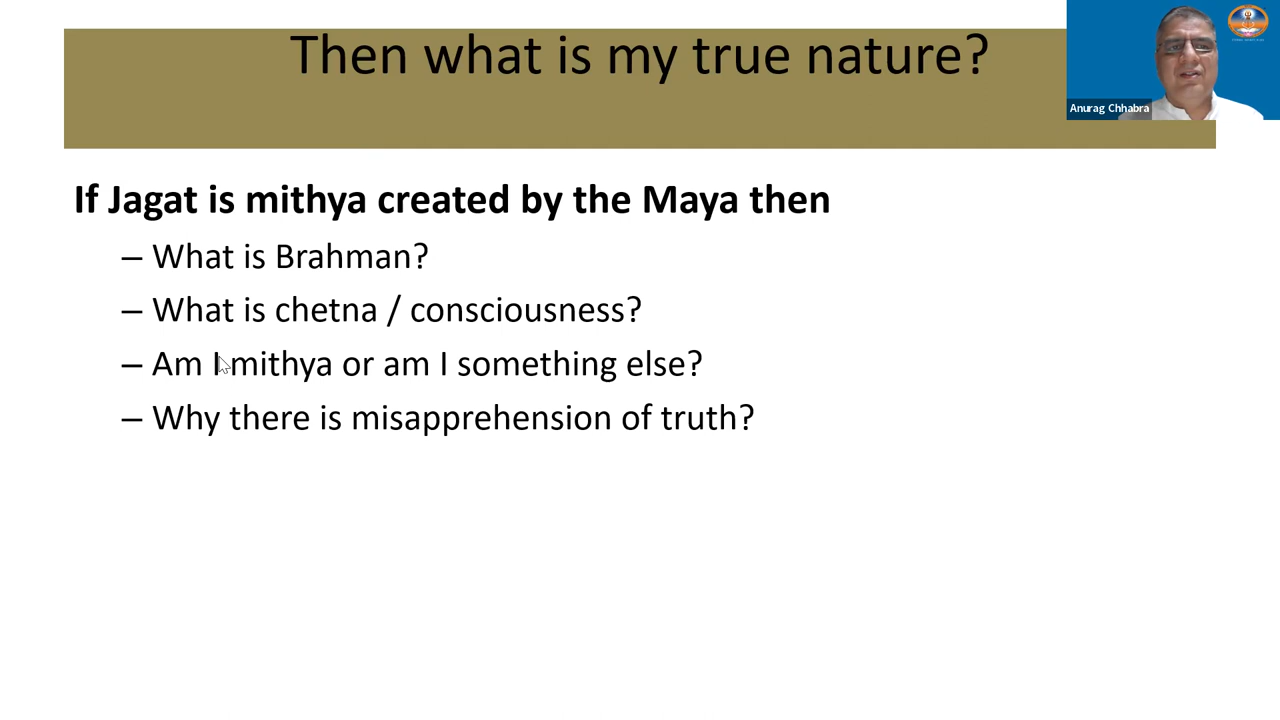 Then what is my true nature?
Anurag Chhabra
If Jagat is mithya created by the Maya then
– What is Brahman?
– What is chetna / consciousness?
– Am I mithya or am I something else?
– Why there is misapprehension of truth?